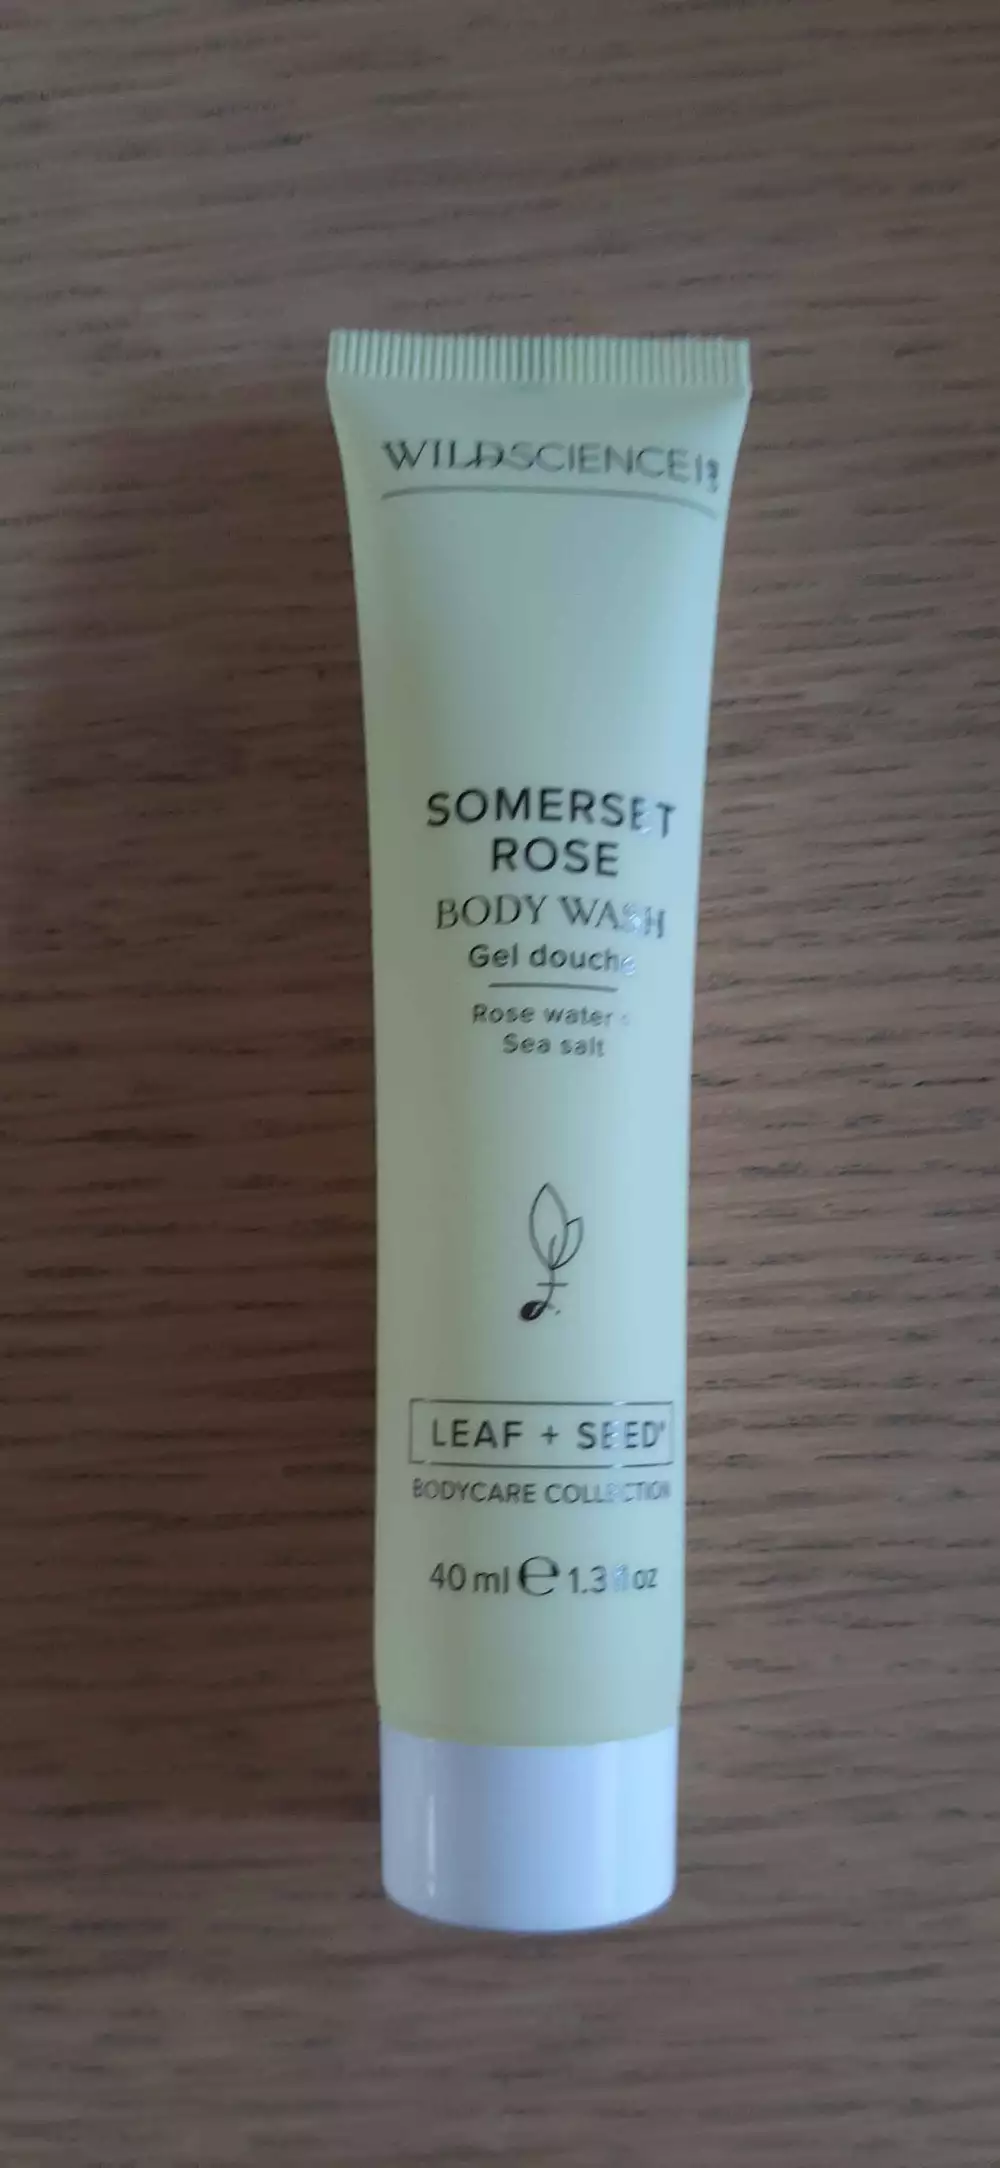 WILDSCIENCE
SOMERSET
ROSE
BODY WASH
Gel douche
Rose water
Sea salt
LEAF + SEED
BODYCARE COLLECTION
40 ml e 1.3 fl oz